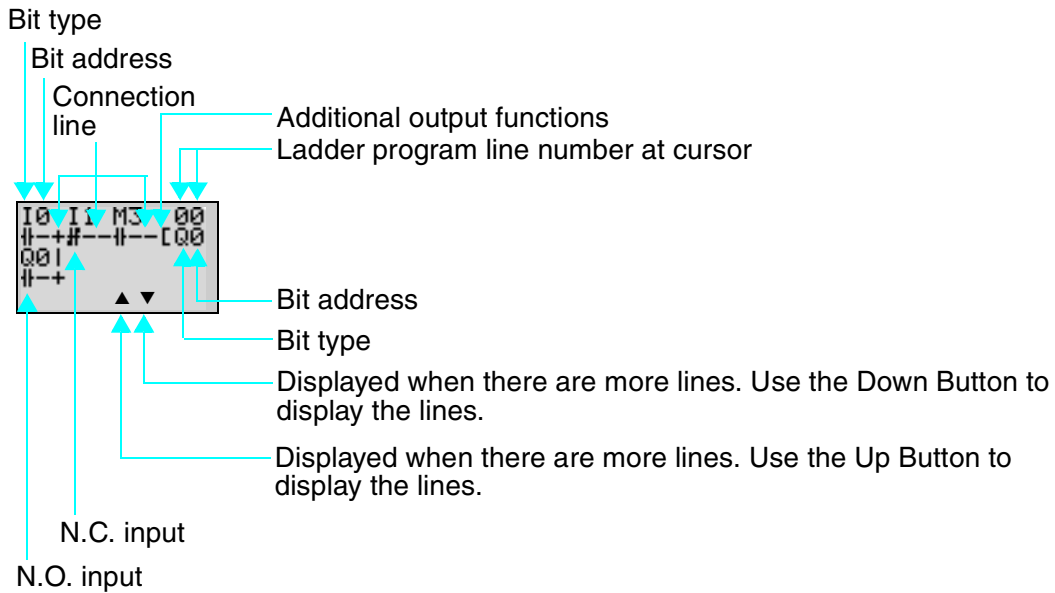 Bit type
Bit address
Connection
line
Additional output functions
Ladder program line number at cursor
I0 I1 M3 00
[Q0
Q0
Bit address
Bit type
Displayed when there are more lines. Use the Down Button to
display the lines.
Displayed when there are more lines. Use the Up Button to
display the lines.
N.C. input
N.O. input